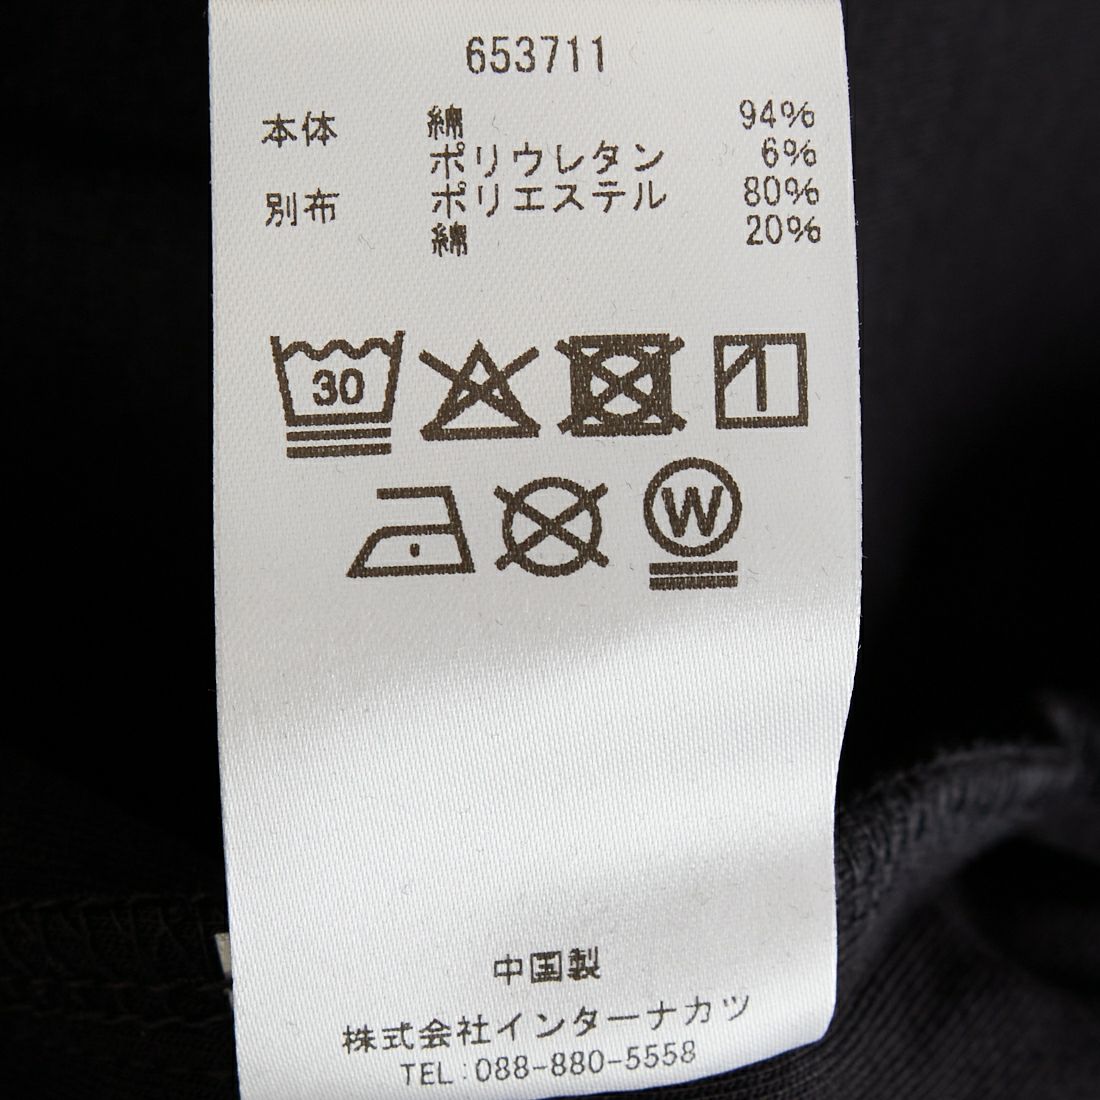 653711
本体 綿 94%
ポリウレタン 6%
別布 ポリエステル 80%
綿 20%
30
W
中国製
株式会社インターナカツ
TEL:088-880-5558